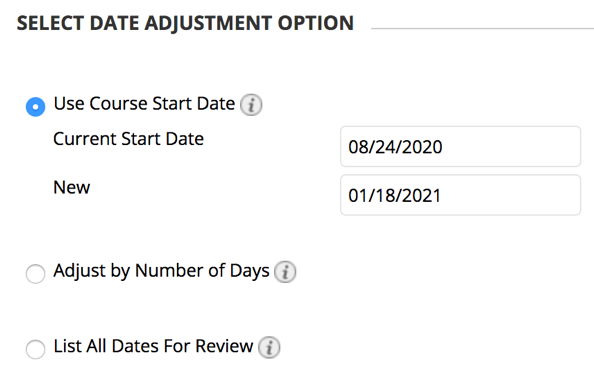 SELECT DATE ADJUSTMENT OPTION
Use Course Start Date i
Current Start Date 08/24/2020
New 01/18/2021
Adjust by Number of Days i
List All Dates For Review i